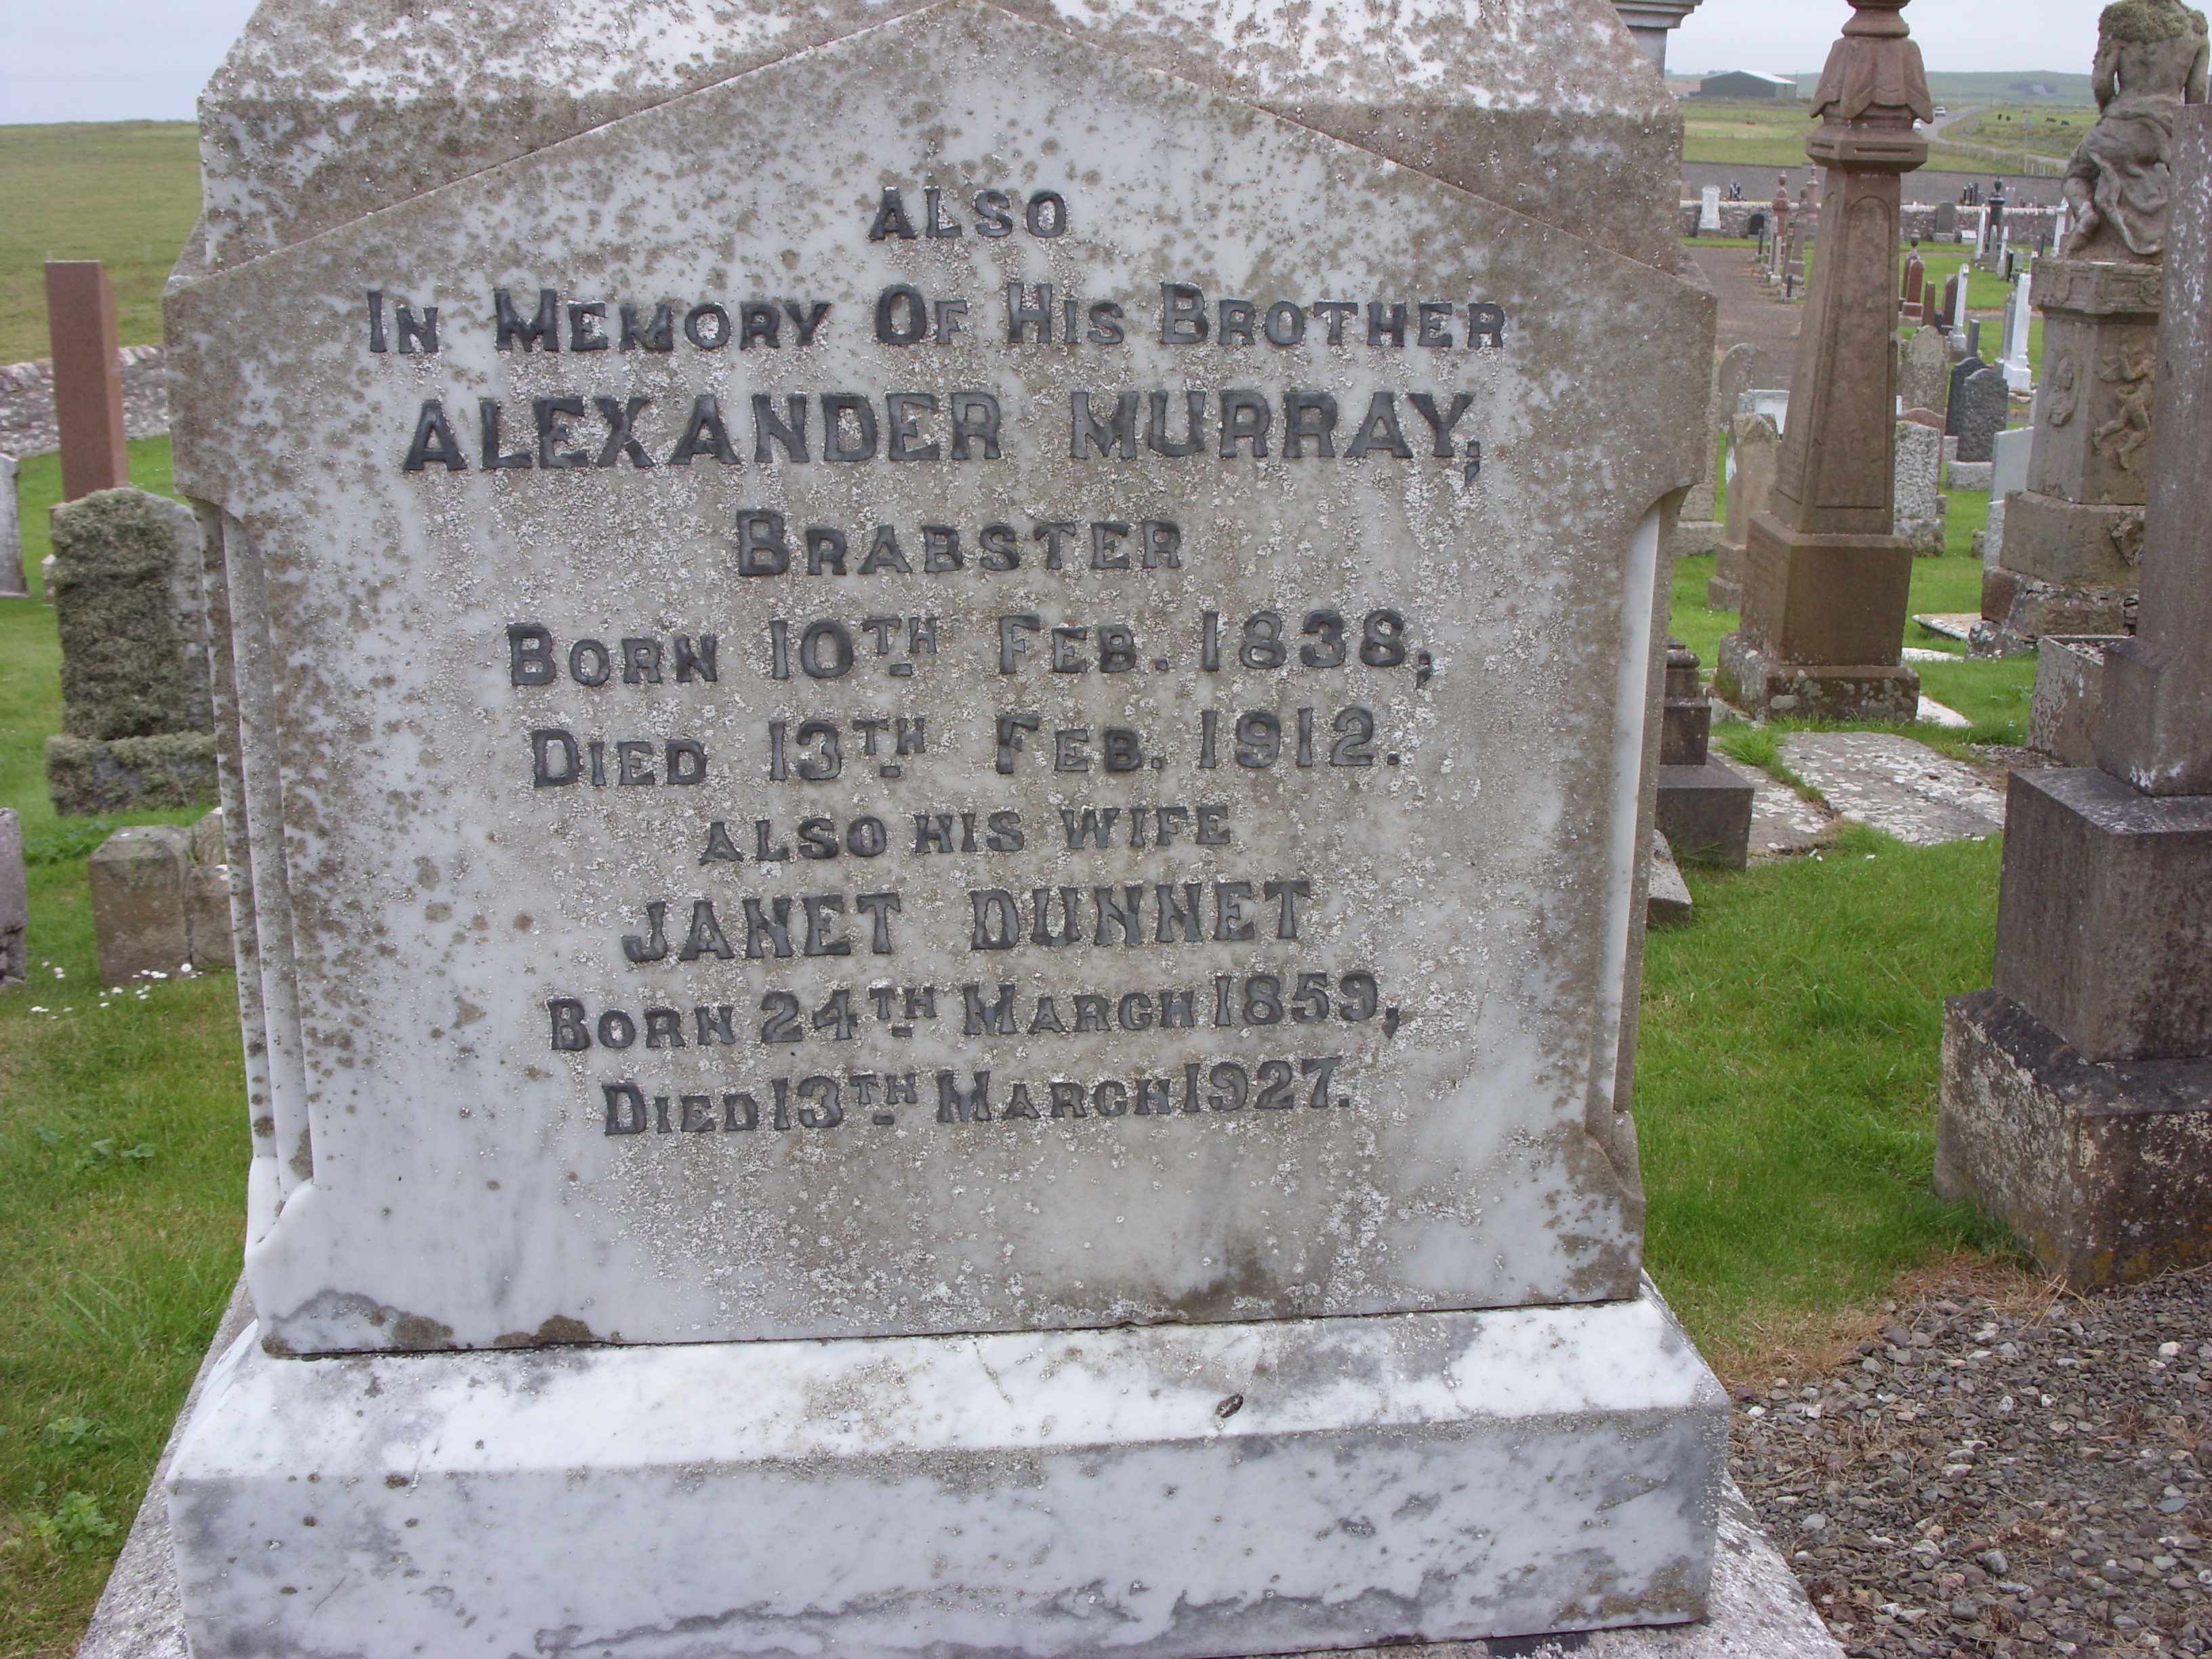 ALSO
IN MEMORY OF HIS BROTHER
ALEXANDER MURRAY,
BRABSTER
BORN 10TH FEB. 1838,
DIED 13TH FEB. 1912.
ALSO HIS WIFE
JANET DUNNET
BORN 24TH MARCH 1859,
DIED 13TH MARCH 1927.